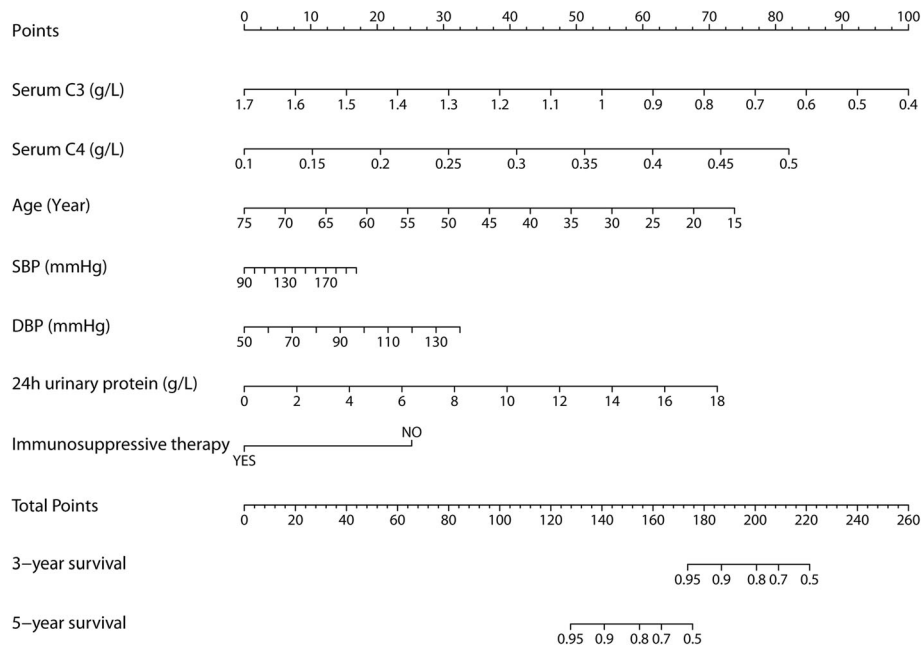 Points 0 10 20 30 40 50 60 70 80 90 100
Serum C3 (g/L) 1.7 1.6 1.5 1.4 1.3 1.2 1.1 1 0.9 0.8 0.7 0.6 0.5 0.4
Serum C4 (g/L) 0.1 0.15 0.2 0.25 0.3 0.35 0.4 0.45 0.5
Age (Year) 75 70 65 60 55 50 45 40 35 30 25 20 15
SBP (mmHg) 90 130 170
DBP (mmHg) 50 70 90 110 130
24h urinary protein (g/L) 0 2 4 6 8 10 12 14 16 18
NO
Immunosuppressive therapy
YES
Total Points 0 20 40 60 80 100 120 140 160 180 200 220 240 260
3−year survival 0.95 0.9 0.8 0.7 0.5
5−year survival 0.95 0.9 0.8 0.7 0.5